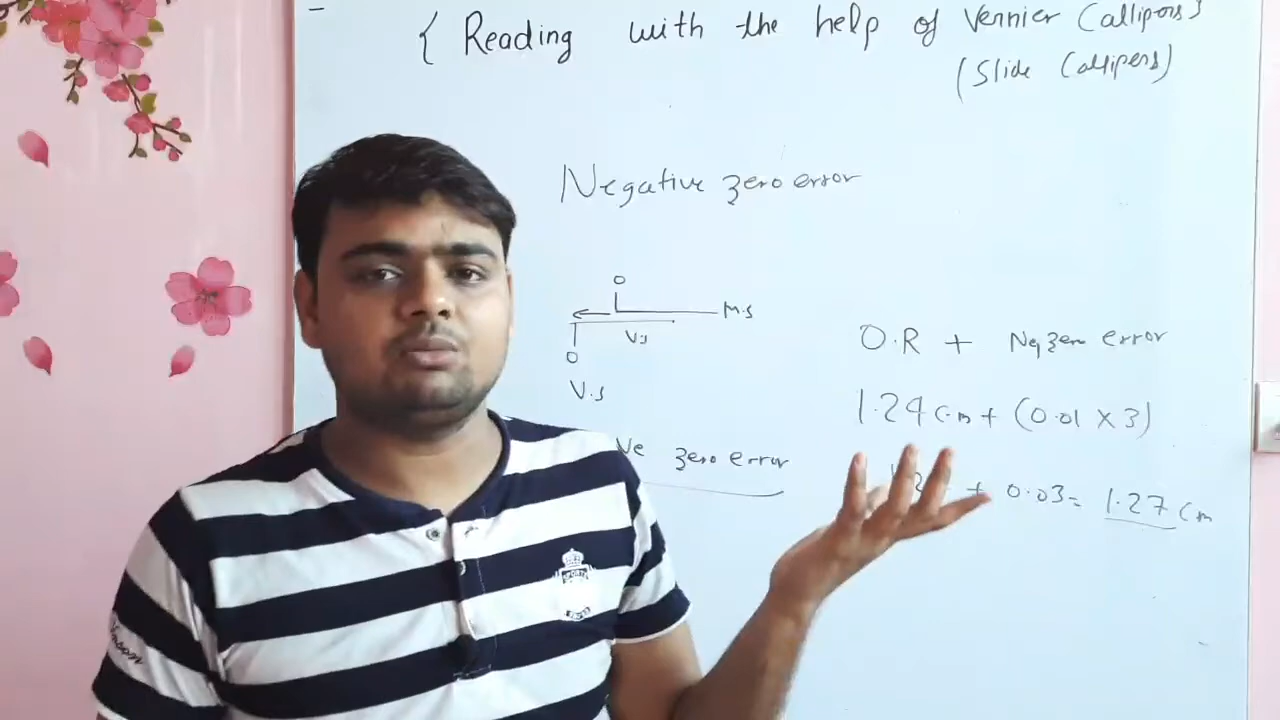 { Reading with the help of Vernier Callipers
(Slide Callipers)
Negative zero error
0
M.S
V.S
0
V.S
O.R + Neg zero error
1.24 cm + (0.01 X 3)
Ve zero error
+ 0.03 = 1.27 cm